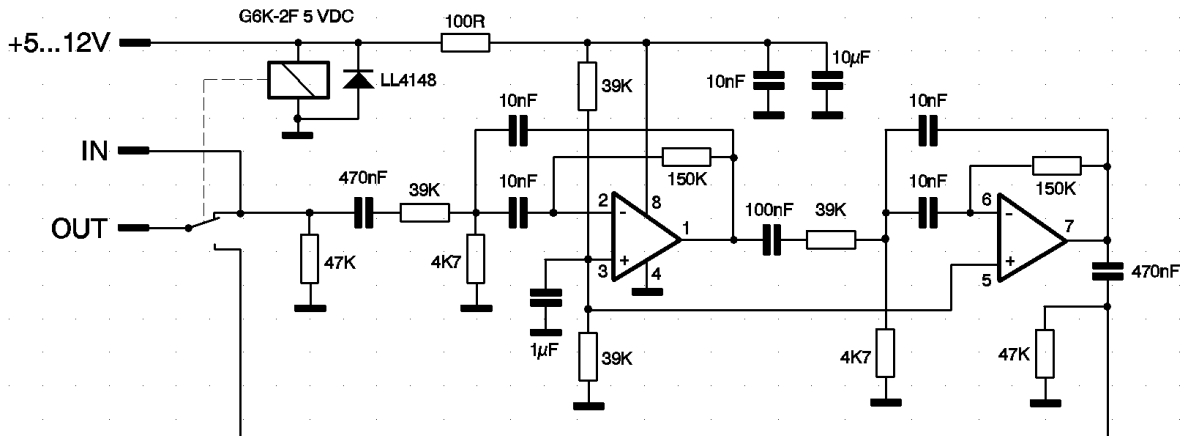 G6K-2F 5 VDC
100R
+5...12V
LL4148
39K
10nF
10µF
10nF
10nF
IN
150K
150K
470nF
39K
10nF
10nF
2
8
6
-
-
OUT
1
100nF
39K
7
47K
4K7
+
3
4
+
5
470nF
1µF
39K
4K7
47K